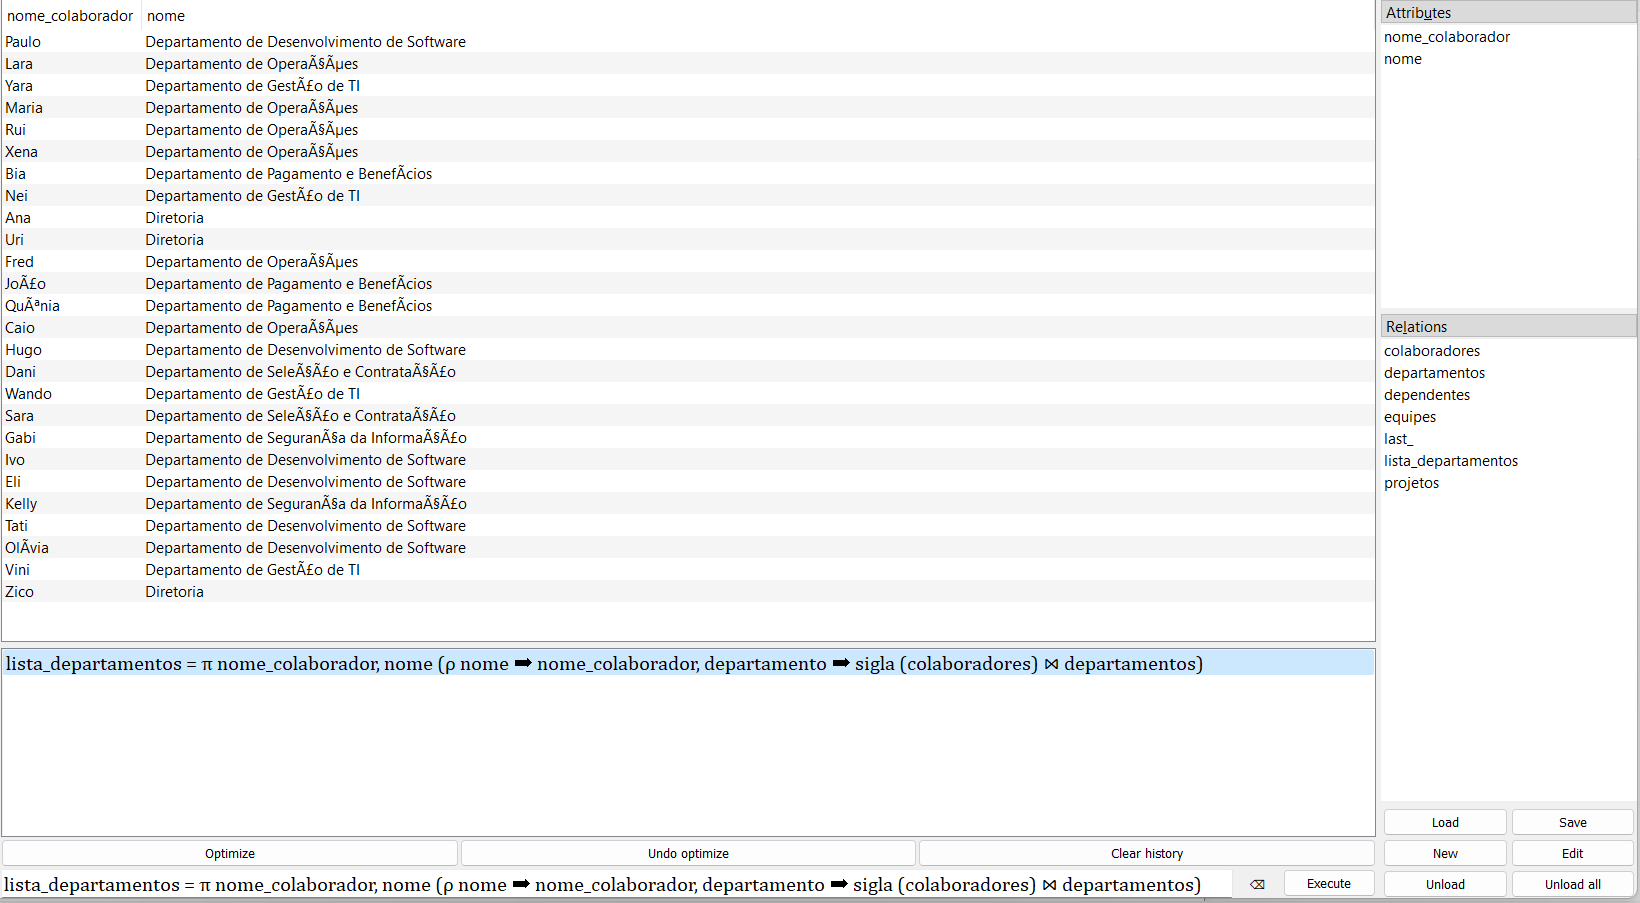 nome_colaborador nome
Paulo Departamento de Desenvolvimento de Software
Lara Departamento de OperaÃ§Ãµes
Yara Departamento de GestÃ£o de TI
Maria Departamento de OperaÃ§Ãµes
Rui Departamento de OperaÃ§Ãµes
Xena Departamento de OperaÃ§Ãµes
Bia Departamento de Pagamento e BenefÃcios
Nei Departamento de GestÃ£o de TI
Ana Diretoria
Uri Diretoria
Fred Departamento de OperaÃ§Ãµes
JoÃ£o Departamento de Pagamento e BenefÃcios
QuÃªnia Departamento de Pagamento e BenefÃcios
Caio Departamento de OperaÃ§Ãµes
Hugo Departamento de Desenvolvimento de Software
Dani Departamento de SeleÃ§Ã£o e ContrataÃ§Ã£o
Wando Departamento de GestÃ£o de TI
Sara Departamento de SeleÃ§Ã£o e ContrataÃ§Ã£o
Gabi Departamento de SeguranÃ§a da InformaÃ§Ã£o
Ivo Departamento de Desenvolvimento de Software
Eli Departamento de Desenvolvimento de Software
Kelly Departamento de SeguranÃ§a da InformaÃ§Ã£o
Tati Departamento de Desenvolvimento de Software
OlÃvia Departamento de Desenvolvimento de Software
Vini Departamento de GestÃ£o de TI
Zico Diretoria
lista_departamentos = π nome_colaborador, nome (ρ nome ➡ nome_colaborador, departamento ➡ sigla (colaboradores) ⋈ departamentos)
Optimize Undo optimize Clear history
lista_departamentos = π nome_colaborador, nome (ρ nome ➡ nome_colaborador, departamento ➡ sigla (colaboradores) ⋈ departamentos) ⌫ Execute
Attributes
nome_colaborador
nome
Relations
colaboradores
departamentos
dependentes
equipes
last_
lista_departamentos
projetos
Load Save
New Edit
Unload Unload all